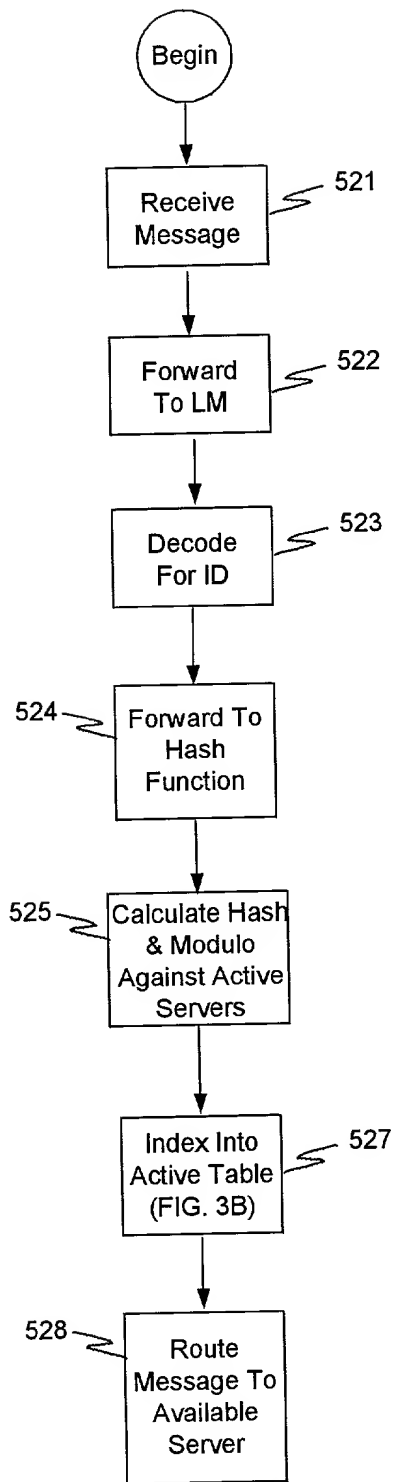 Begin
521
Receive
Message
522
Forward
To LM
523
Decode
For ID
524
Forward To
Hash
Function
525
Calculate Hash
& Modulo
Against Active
Servers
527
Index Into
Active Table
(FIG. 3B)
528
Route
Message To
Available
Server